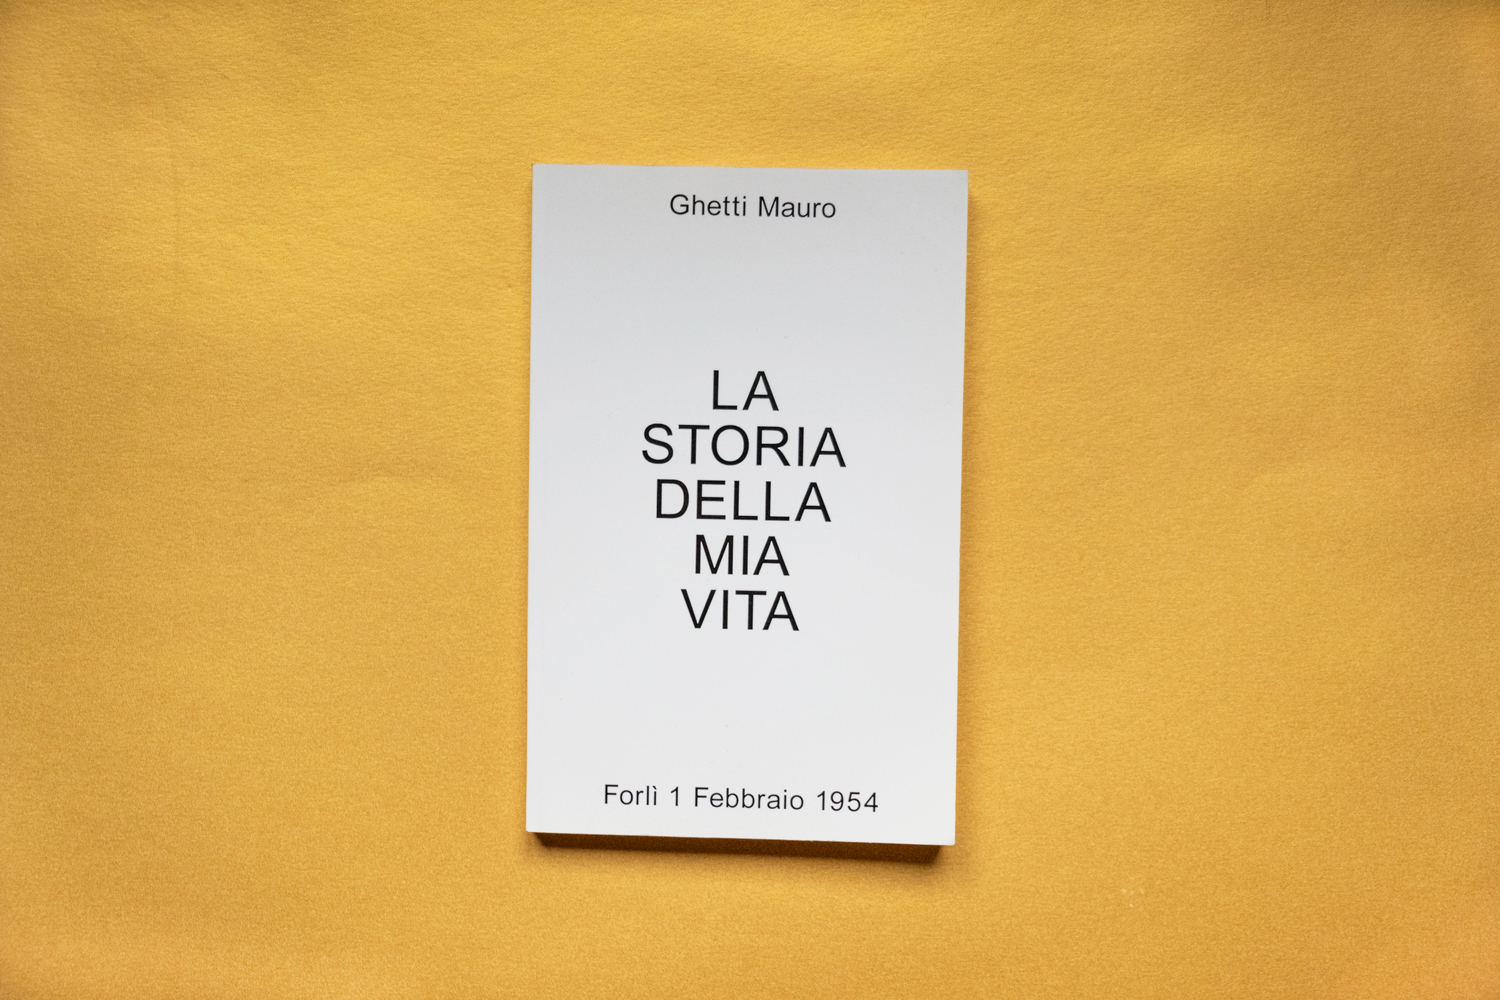 Ghetti Mauro
LA
STORIA
DELLA
MIA
VITA
Forlì 1 Febbraio 1954